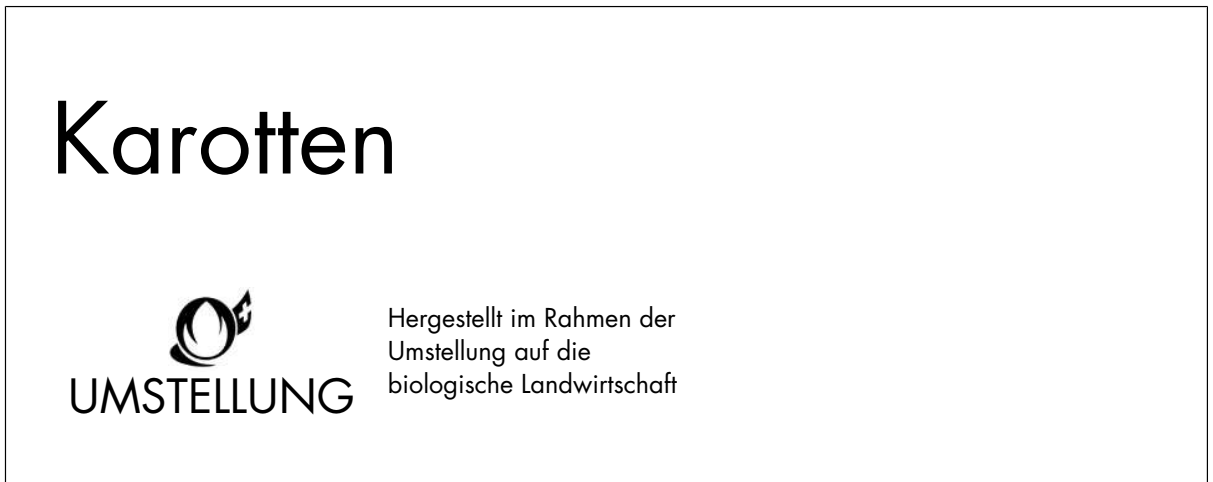 Karotten
UMSTELLUNG
Hergestellt im Rahmen der
Umstellung auf die
biologische Landwirtschaft